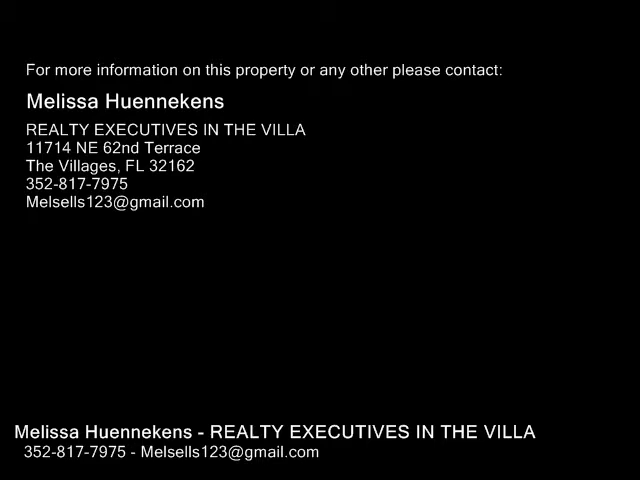 For more information on this property or any other please contact:
Melissa Huennekens
REALTY EXECUTIVES IN THE VILLA
11714 NE 62nd Terrace
The Villages, FL 32162
352-817-7975
Melsells123@gmail.com
Melissa Huennekens - REALTY EXECUTIVES IN THE VILLA
352-817-7975 - Melsells123@gmail.com